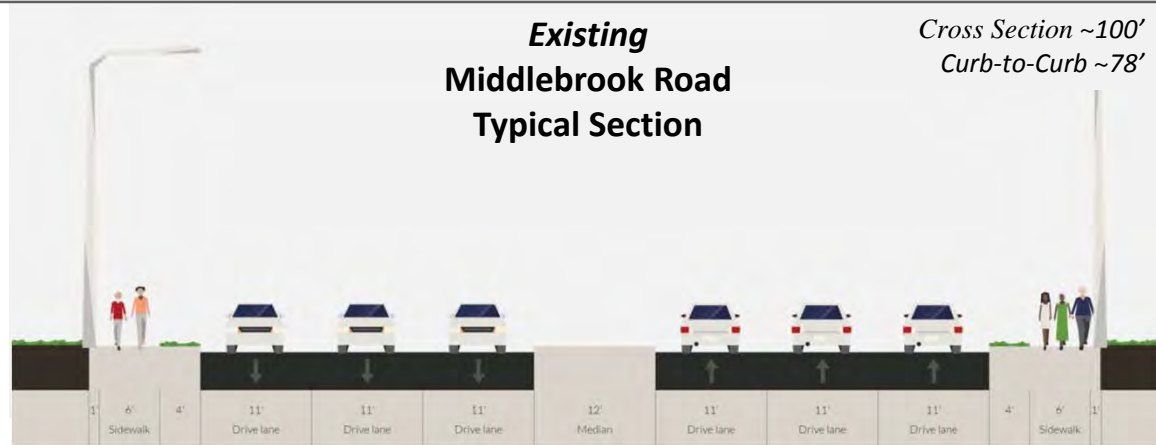 Existing
Middlebrook Road
Typical Section
Cross Section ~100’
Curb-to-Curb ~78’
1' 6' 4' 11' 11' 11' 12' 11' 11' 11' 4' 6' 1'
Sidewalk Drive lane Drive lane Drive lane Median Drive lane Drive lane Drive lane Sidewalk